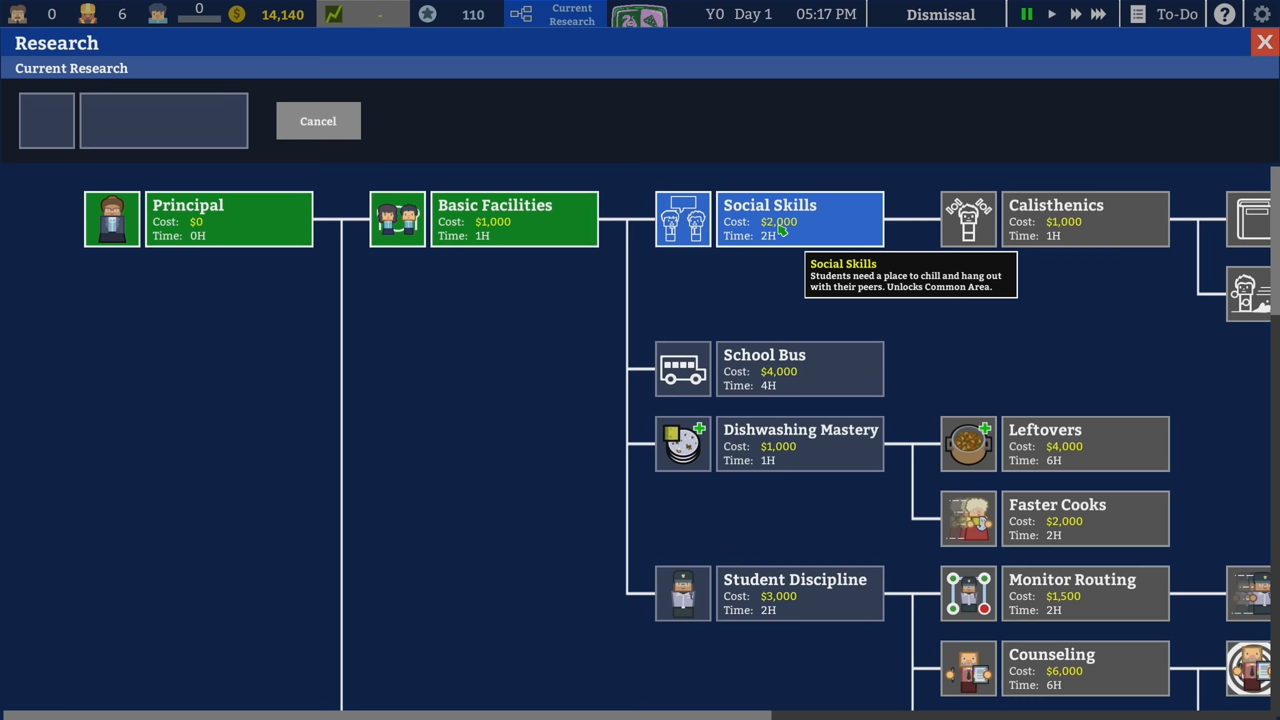 0 6 0 14,140 - 110 Current Research Y0 Day 1 05:17 PM Dismissal To-Do ?
Research X
Current Research
Cancel
Principal
Cost: $0
Time: 0H
Basic Facilities
Cost: $1,000
Time: 1H
Social Skills
Cost: $2,000
Time: 2H
Calisthenics
Cost: $1,000
Time: 1H
Social Skills
Students need a place to chill and hang out
with their peers. Unlocks Common Area.
School Bus
Cost: $4,000
Time: 4H
Dishwashing Mastery
Cost: $1,000
Time: 1H
Leftovers
Cost: $4,000
Time: 6H
Faster Cooks
Cost: $2,000
Time: 2H
Student Discipline
Cost: $3,000
Time: 2H
Monitor Routing
Cost: $1,500
Time: 2H
Counseling
Cost: $6,000
Time: 6H